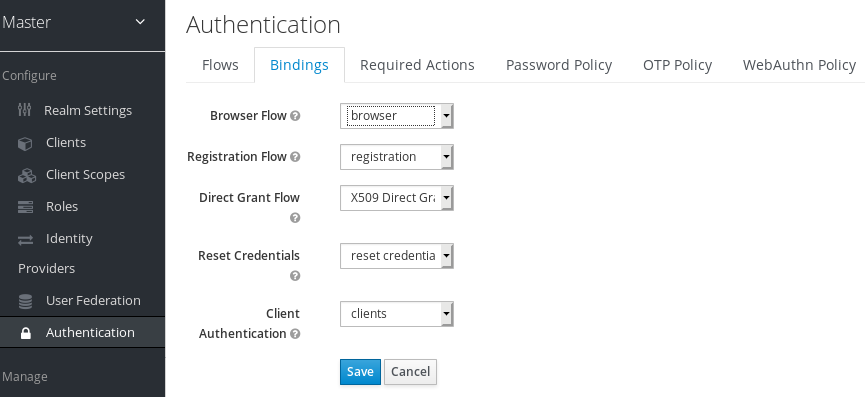 Master
Configure
Realm Settings
Clients
Client Scopes
Roles
Identity
Providers
User Federation
Authentication
Manage
Authentication
Flows Bindings Required Actions Password Policy OTP Policy WebAuthn Policy
Browser Flow browser
Registration Flow registration
Direct Grant Flow X509 Direct Gra
Reset Credentials reset credentia
Client clients
Authentication
Save Cancel